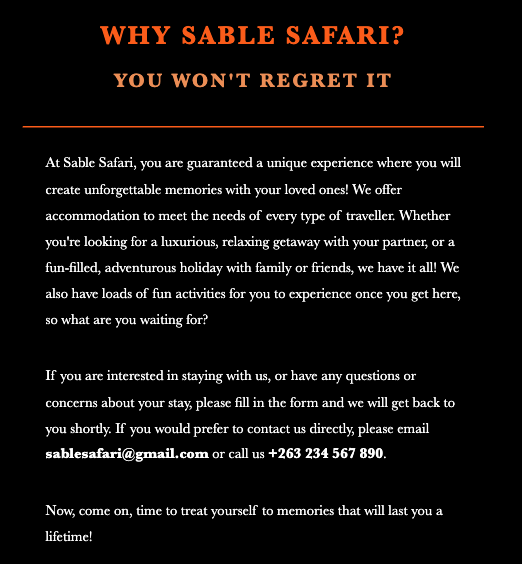 WHY SABLE SAFARI?
YOU WON'T REGRET IT
At Sable Safari, you are guaranteed a unique experience where you will
create unforgettable memories with your loved ones! We offer
accommodation to meet the needs of every type of traveller. Whether
you're looking for a luxurious, relaxing getaway with your partner, or a
fun-filled, adventurous holiday with family or friends, we have it all! We
also have loads of fun activities for you to experience once you get here,
so what are you waiting for?
If you are interested in staying with us, or have any questions or
concerns about your stay, please fill in the form and we will get back to
you shortly. If you would prefer to contact us directly, please email
sablesafari@gmail.com or call us +263 234 567 890.
Now, come on, time to treat yourself to memories that will last you a
lifetime!